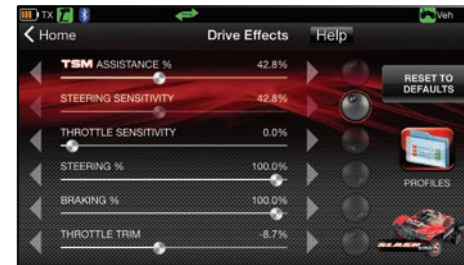 TX Veh
Home Drive Effects Help
TSM ASSISTANCE % 42.8%
STEERING SENSITIVITY 42.8%
THROTTLE SENSITIVITY 0.0%
STEERING % 100.0%
BRAKING % 100.0%
THROTTLE TRIM -8.7%
RESET TO
DEFAULTS
PROFILES
SLASH